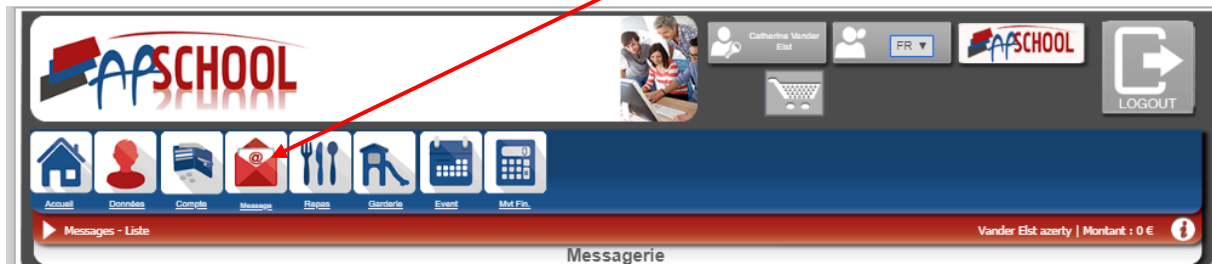 APSCHOOL
Catherine Vander
Elst
FR ▼
APSCHOOL
LOGOUT
@
0
Accueil
Données
Compte
Message
Repas
Garderie
Event
Mvt Fin.
Messages - Liste
Vander Elst azerty | Montant : 0 €
i
Messagerie